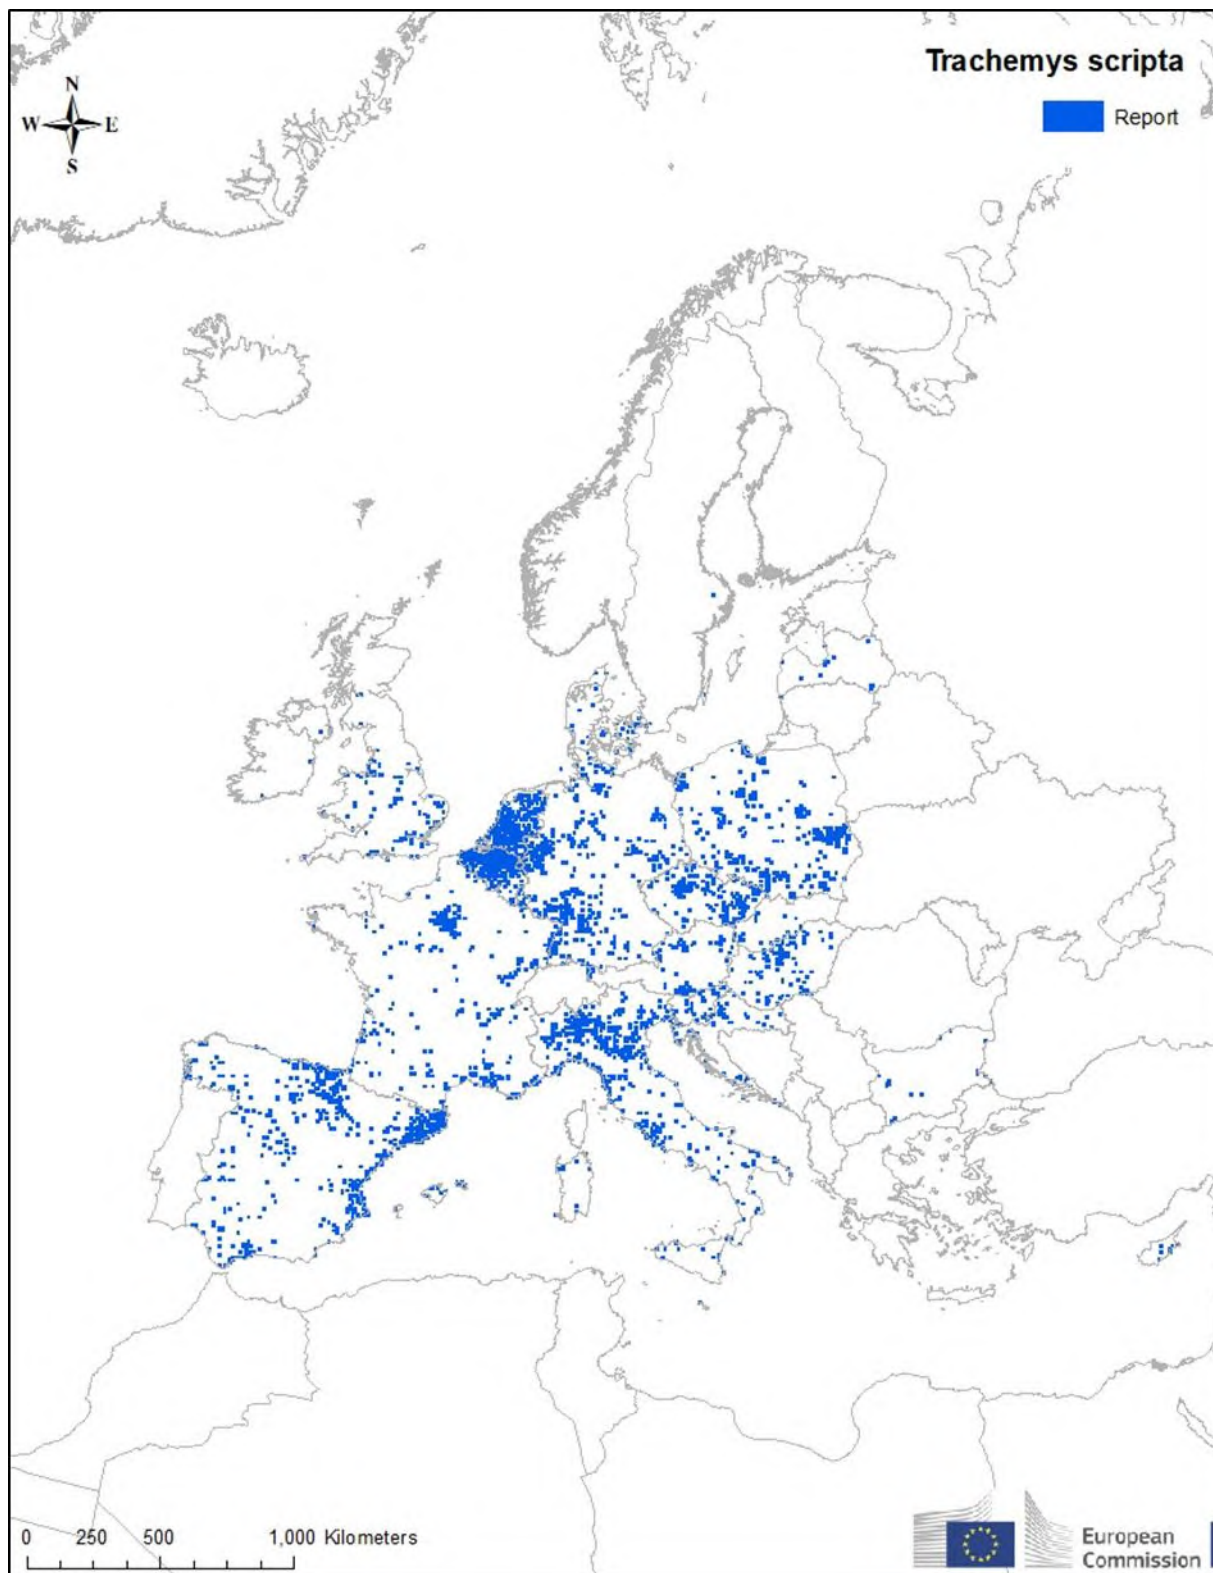 Trachemys scripta
Report
N
W E
S
0 250 500 1,000 Kilometers
European
Commission